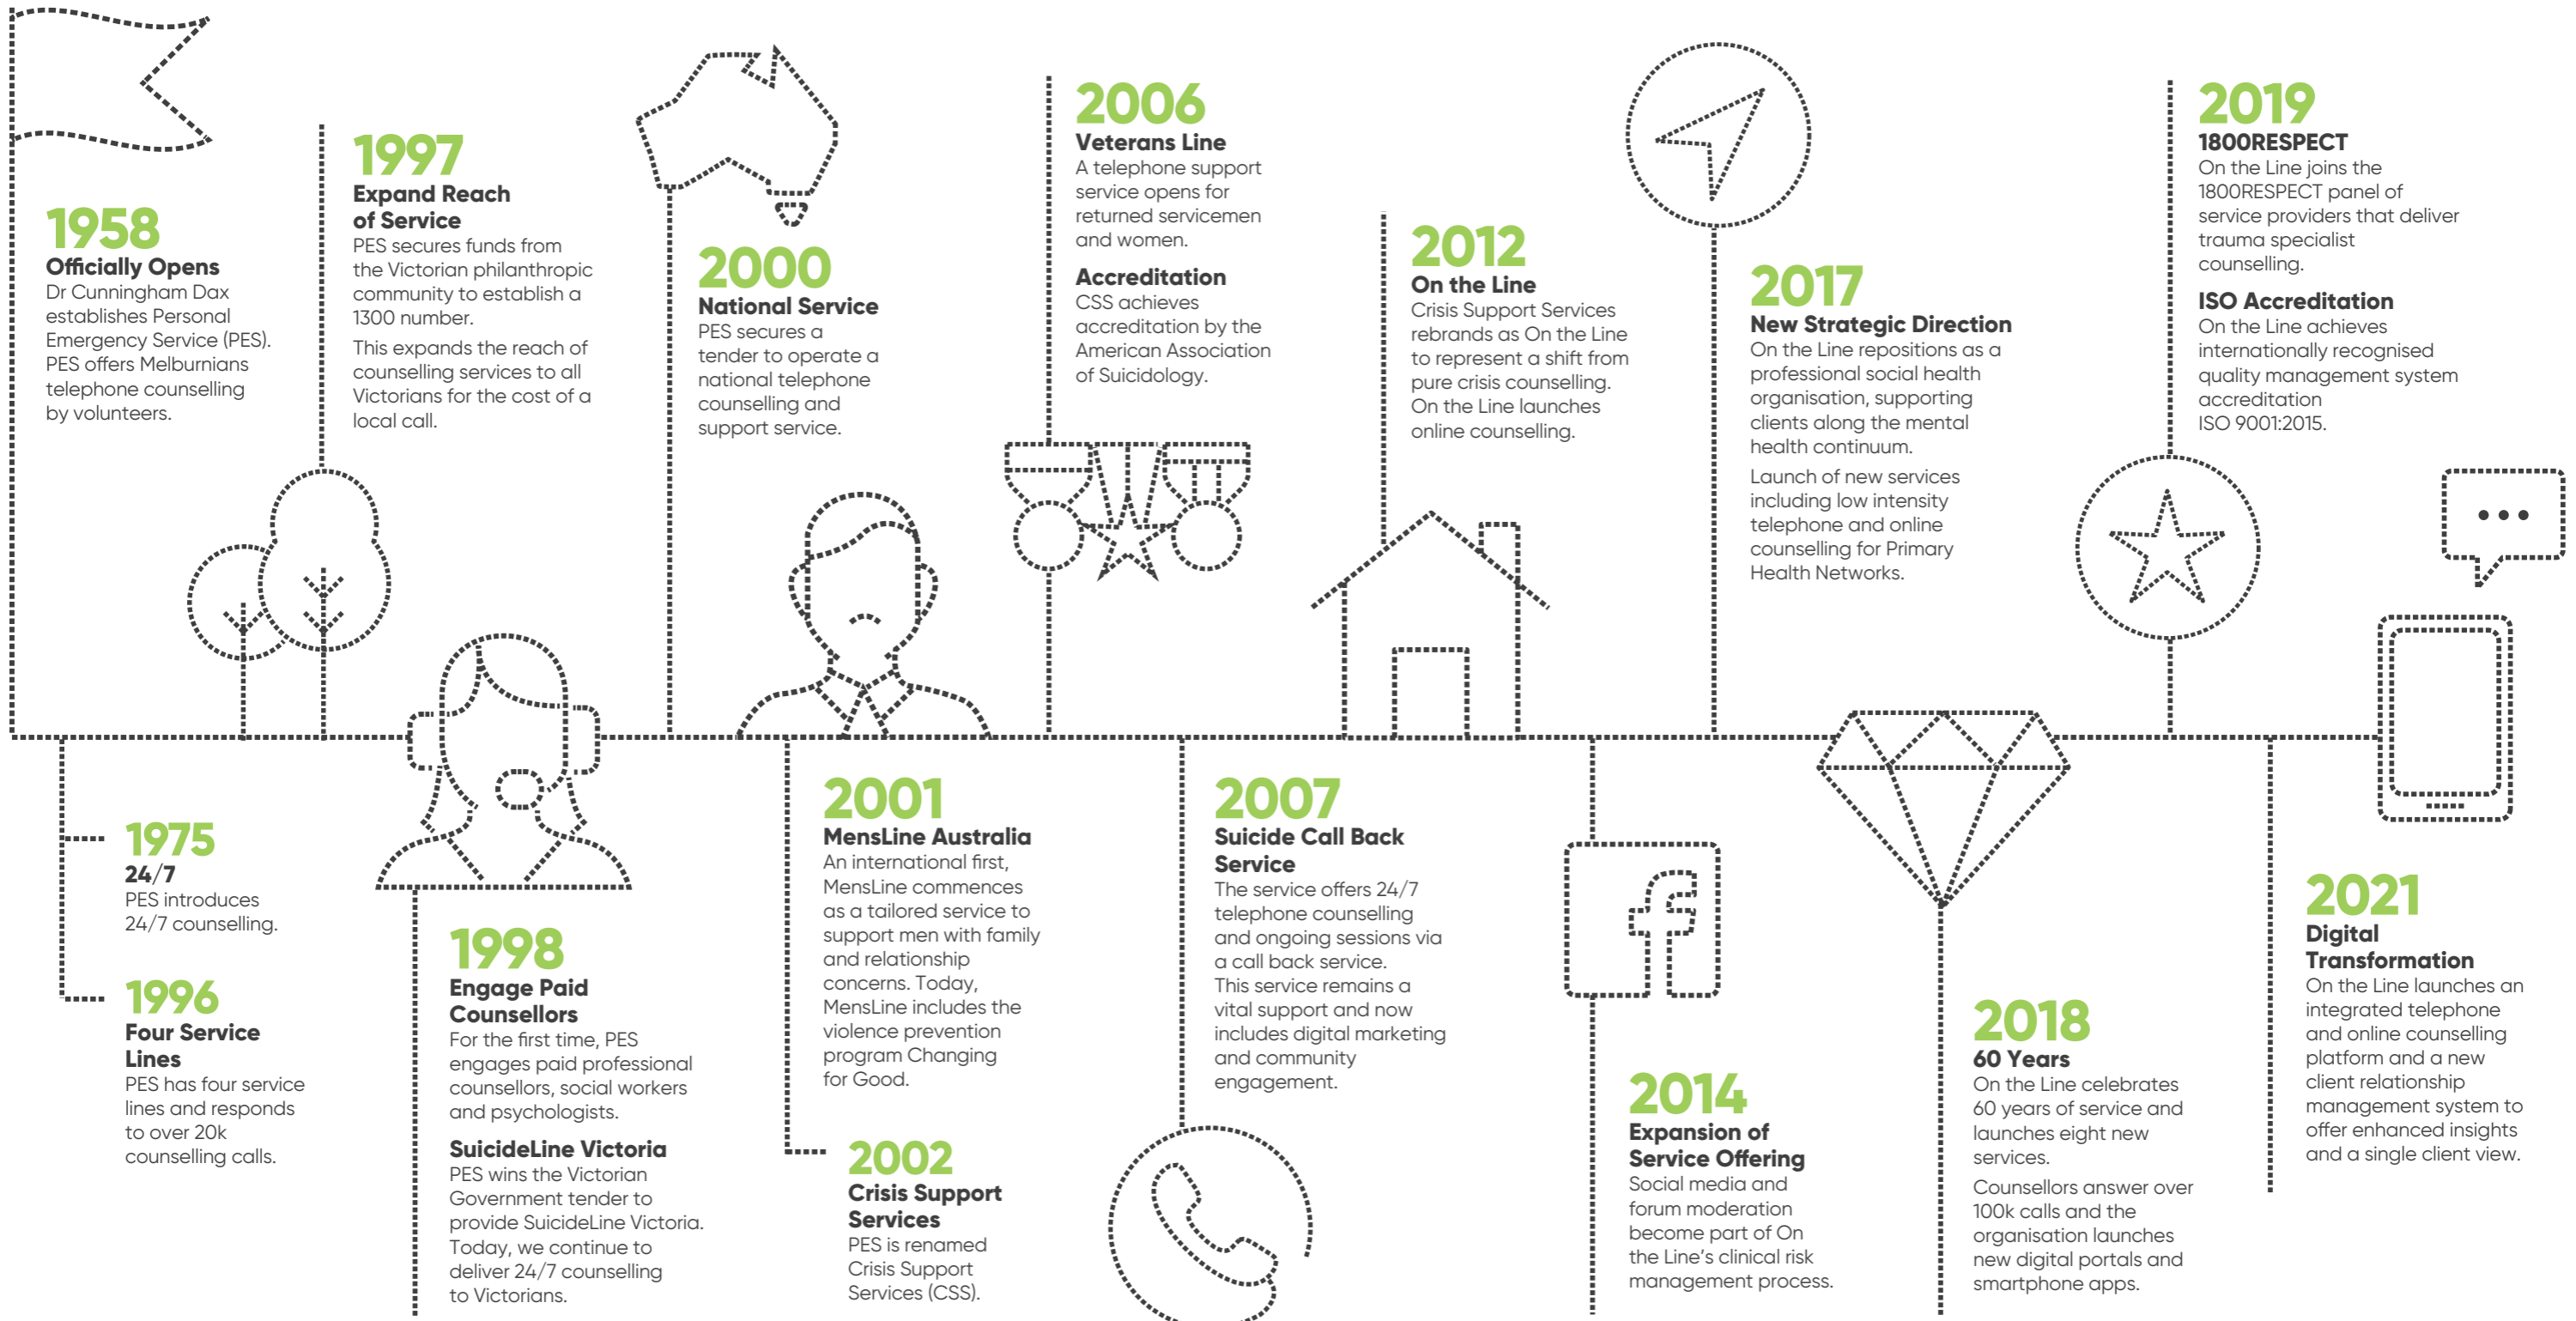 1958
Officially Opens
Dr Cunningham Dax
establishes Personal
Emergency Service (PES).
PES offers Melburnians
telephone counselling
by volunteers.
1975
24/7
PES introduces
24/7 counselling.
1996
Four Service
Lines
PES has four service
lines and responds
to over 20k
counselling calls.
1997
Expand Reach
of Service
PES secures funds from
the Victorian philanthropic
community to establish a
1300 number.
This expands the reach of
counselling services to all
Victorians for the cost of a
local call.
1998
Engage Paid
Counsellors
For the first time, PES
engages paid professional
counsellors, social workers
and psychologists.
SuicideLine Victoria
PES wins the Victorian
Government tender to
provide SuicideLine Victoria.
Today, we continue to
deliver 24/7 counselling
to Victorians.
2000
National Service
PES secures a
tender to operate a
national telephone
counselling and
support service.
2001
MensLine Australia
An international first,
MensLine commences
as a tailored service to
support men with family
and relationship
concerns. Today,
MensLine includes the
violence prevention
program Changing
for Good.
2002
Crisis Support
Services
PES is renamed
Crisis Support
Services (CSS).
2006
Veterans Line
A telephone support
service opens for
returned servicemen
and women.
Accreditation
CSS achieves
accreditation by the
American Association
of Suicidology.
2007
Suicide Call Back
Service
The service offers 24/7
telephone counselling
and ongoing sessions via
a call back service.
This service remains a
vital support and now
includes digital marketing
and community
engagement.
2012
On the Line
Crisis Support Services
rebrands as On the Line
to represent a shift from
pure crisis counselling.
On the Line launches
online counselling.
2014
Expansion of
Service Offering
Social media and
forum moderation
become part of On
the Line's clinical risk
management process.
2017
New Strategic Direction
On the Line repositions as a
professional social health
organisation, supporting
clients along the mental
health continuum.
Launch of new services
including low intensity
telephone and online
counselling for Primary
Health Networks.
2018
60 Years
On the Line celebrates
60 years of service and
launches eight new
services.
Counsellors answer over
100k calls and the
organisation launches
new digital portals and
smartphone apps.
2019
1800RESPECT
On the Line joins the
1800RESPECT panel of
service providers that deliver
trauma specialist
counselling.
ISO Accreditation
On the Line achieves
internationally recognised
quality management system
accreditation
ISO 9001:2015.
2021
Digital
Transformation
On the Line launches an
integrated telephone
and online counselling
platform and a new
client relationship
management system to
offer enhanced insights
and a single client view.